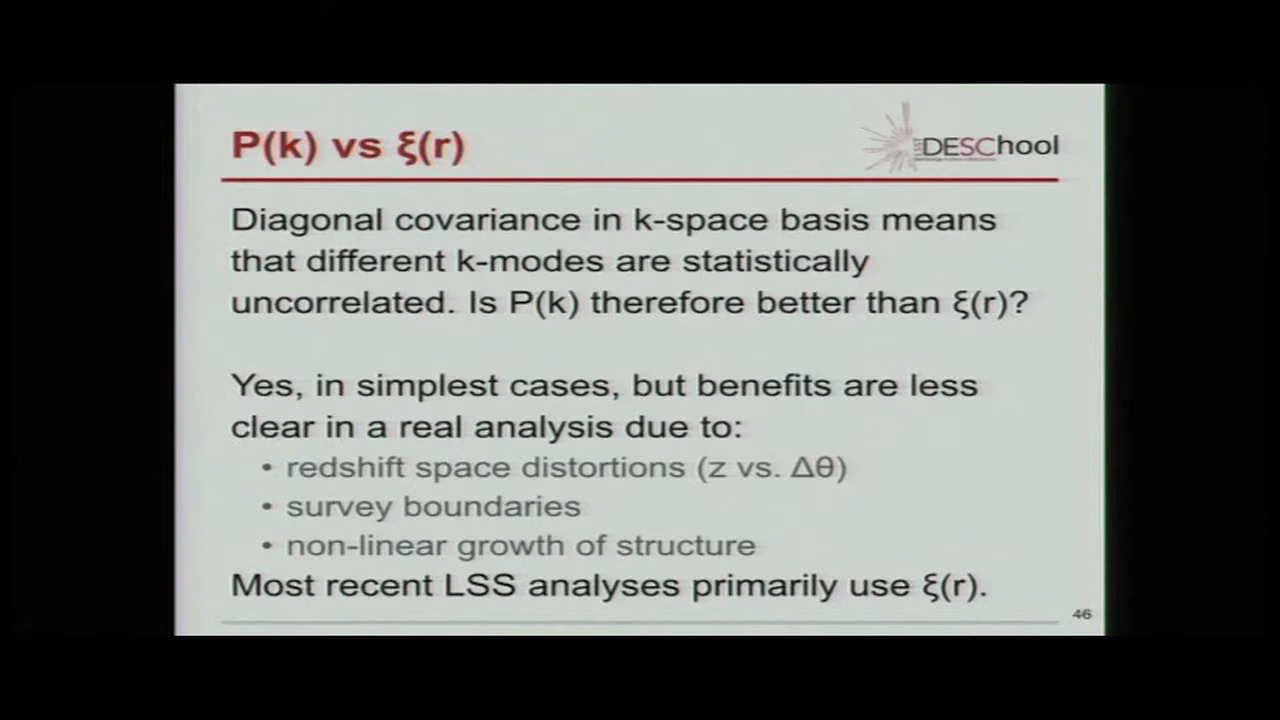 P(k) vs ξ(r)
LSST DESChool
Diagonal covariance in k-space basis means
that different k-modes are statistically
uncorrelated. Is P(k) therefore better than ξ(r)?
Yes, in simplest cases, but benefits are less
clear in a real analysis due to:
• redshift space distortions (z vs. Δθ)
• survey boundaries
• non-linear growth of structure
Most recent LSS analyses primarily use ξ(r).
46